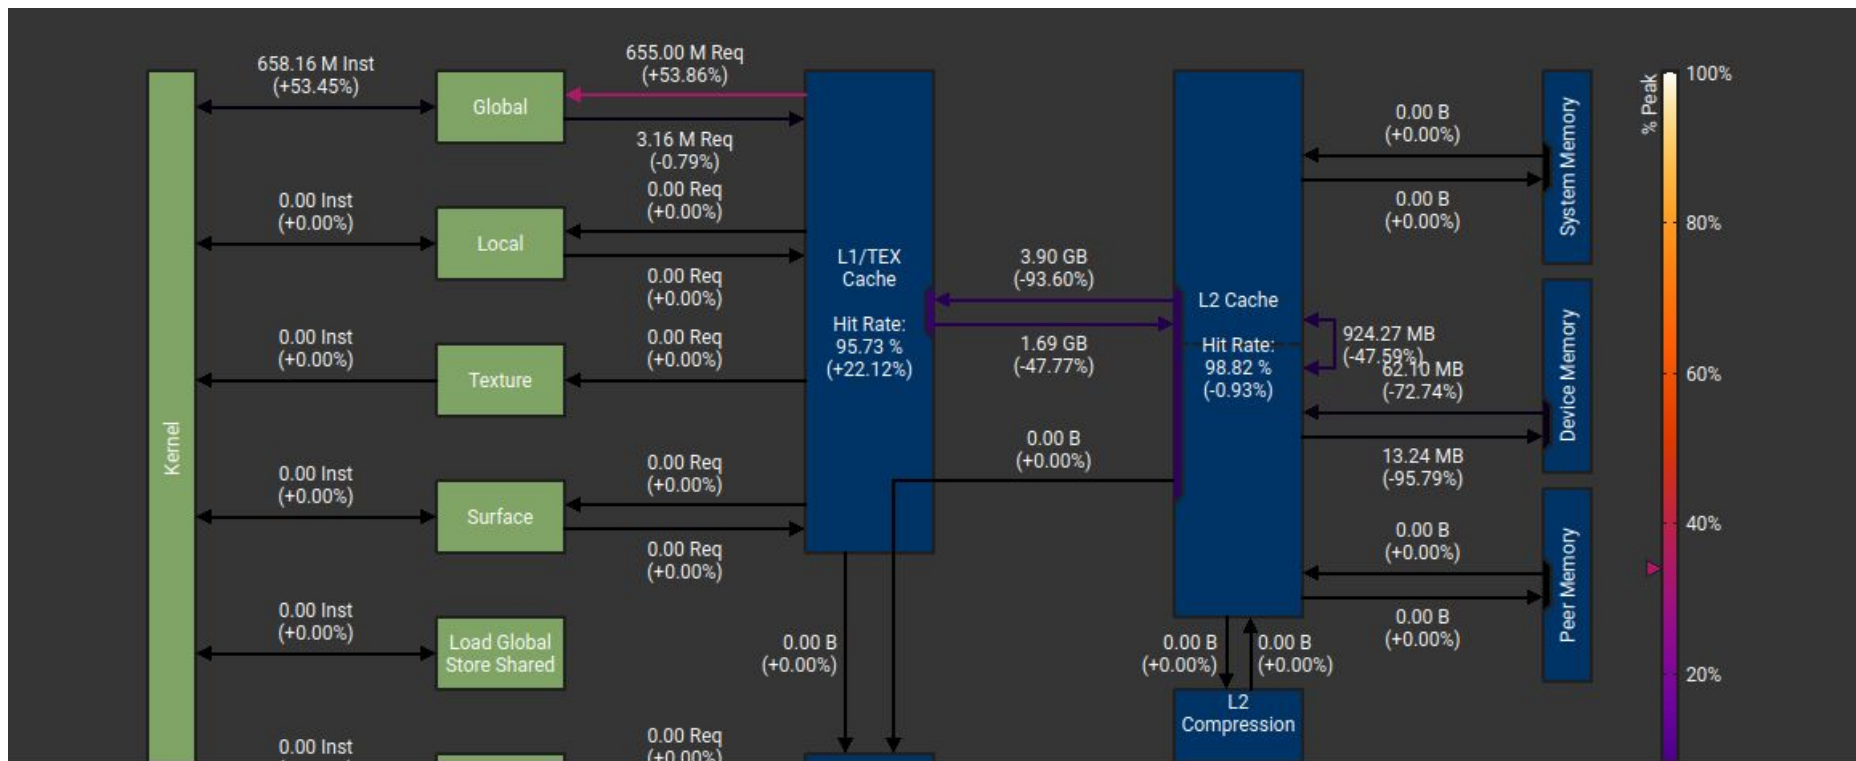 658.16 M Inst
(+53.45%)
655.00 M Req
(+53.86%)
Global
3.16 M Req
(-0.79%)
0.00 Inst
(+0.00%)
0.00 Req
(+0.00%)
Local
0.00 Req
(+0.00%)
0.00 Inst
(+0.00%)
0.00 Req
(+0.00%)
Texture
0.00 Inst
(+0.00%)
0.00 Req
(+0.00%)
Surface
0.00 Req
(+0.00%)
0.00 Inst
(+0.00%)
Load Global
Store Shared
0.00 Inst
0.00 Req
(+0.00%)
Kernel
L1/TEX
Cache
Hit Rate:
95.73 %
(+22.12%)
3.90 GB
(-93.60%)
1.69 GB
(-47.77%)
0.00 B
(+0.00%)
0.00 B
(+0.00%)
L2 Cache
Hit Rate:
98.82 %
(-0.93%)
924.27 MB
(-47.59%)
0.00 B
(+0.00%)
0.00 B
(+0.00%)
System Memory
62.10 MB
(-72.74%)
13.24 MB
(-95.79%)
Device Memory
0.00 B
(+0.00%)
0.00 B
(+0.00%)
Peer Memory
0.00 B
(+0.00%)
0.00 B
(+0.00%)
L2
Compression
% Peak
100%
80%
60%
40%
20%